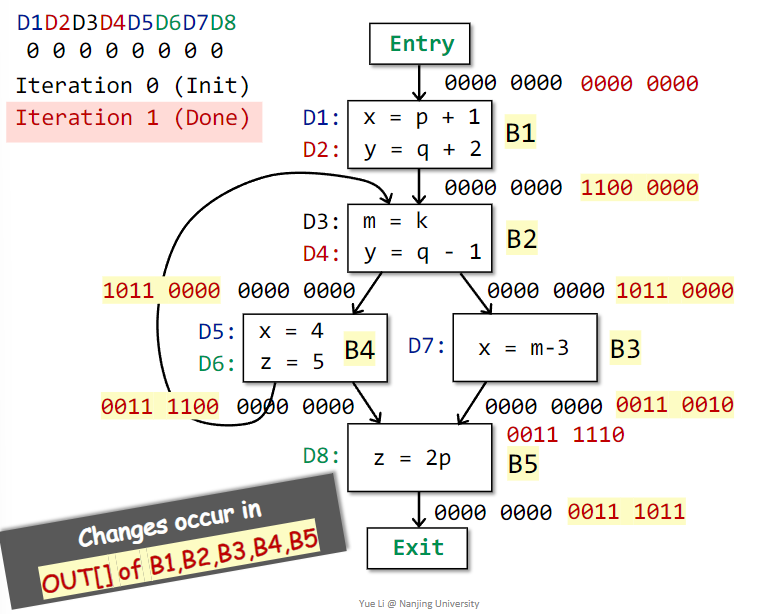 D1D2D3D4D5D6D7D8
0 0 0 0 0 0 0 0
Iteration 0 (Init)
Iteration 1 (Done)
Entry
0000 0000 0000 0000
D1: x = p + 1
D2: y = q + 2
B1
0000 0000 1100 0000
D3: m = k
D4: y = q - 1
B2
1011 0000 0000 0000
0000 0000 1011 0000
D5: x = 4
D6: z = 5
B4
D7: x = m-3
B3
0011 1100 0000 0000
0000 0000 0011 0010
0011 1110
D8: z = 2p
B5
0000 0000 0011 1011
Exit
Changes occur in
OUT[] of B1,B2,B3,B4,B5
Yue Li @ Nanjing University